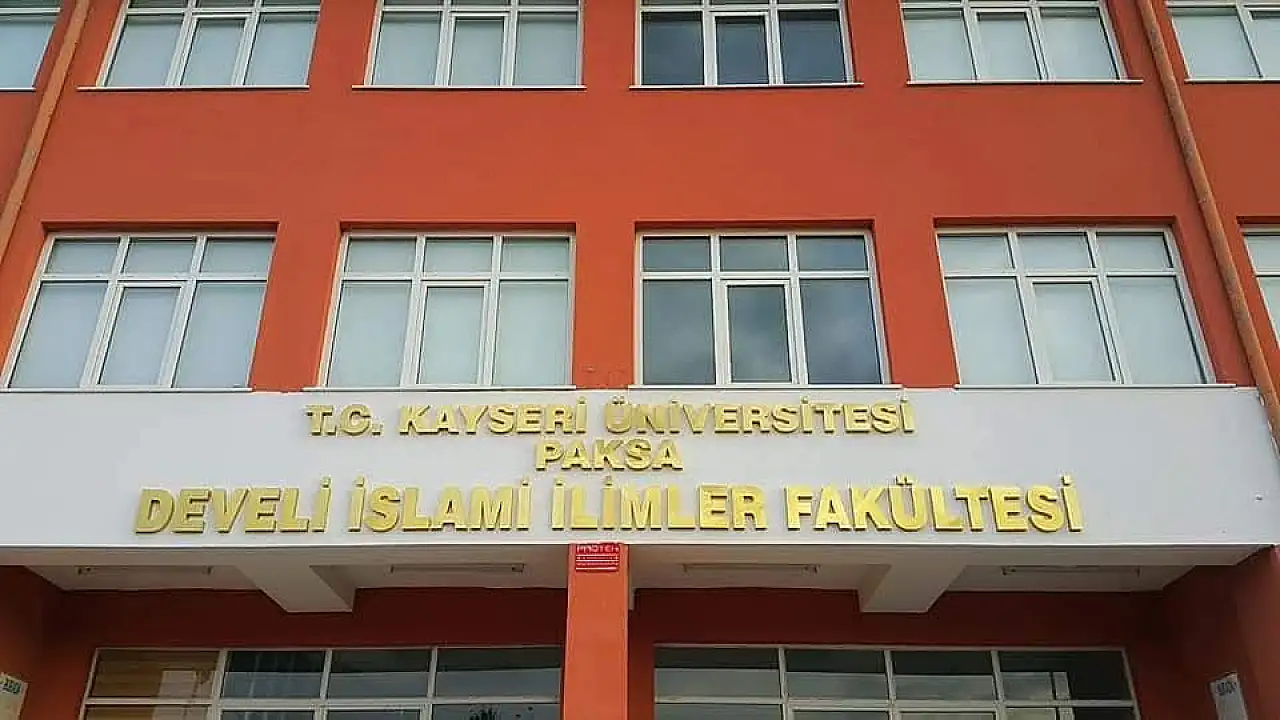 T.C. KAYSERİ ÜNİVERSİTESİ
PAKSA
DEVELİ İSLAMİ İLİMLER FAKÜLTESİ